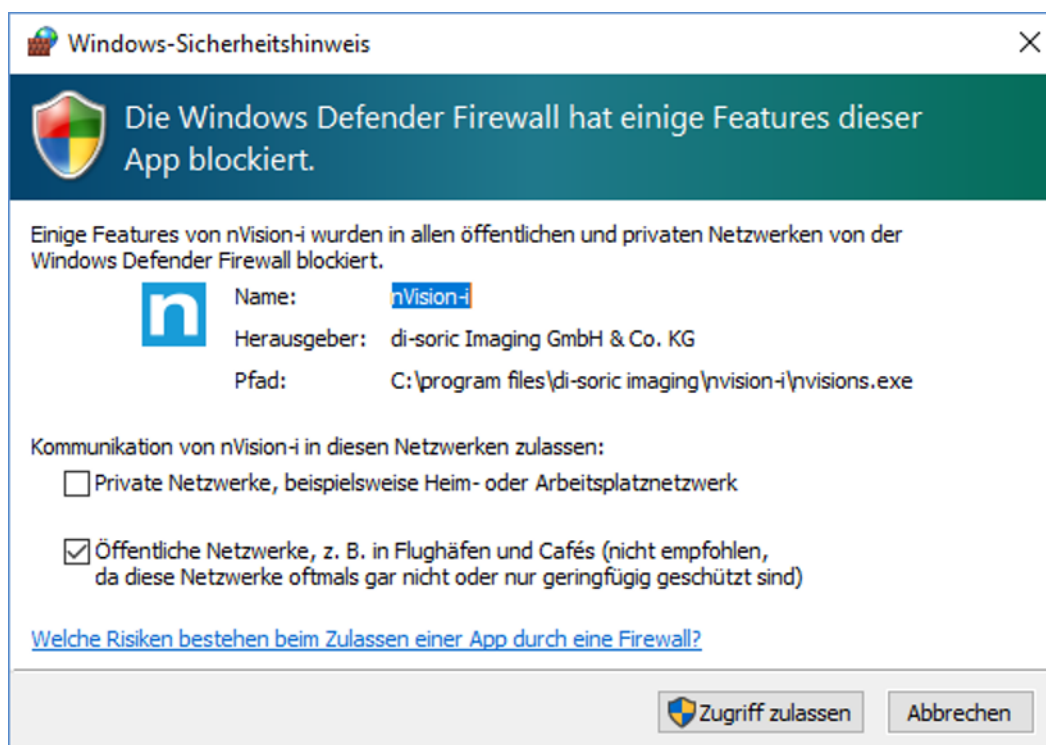 Windows-Sicherheitshinweis
Die Windows Defender Firewall hat einige Features dieser
App blockiert.
Einige Features von nVision-i wurden in allen öffentlichen und privaten Netzwerken von der
Windows Defender Firewall blockiert.
n
Name: nVision-i
Herausgeber: di-soric Imaging GmbH & Co. KG
Pfad: C:\program files\di-soric imaging\nvision-i\nvisions.exe
Kommunikation von nVision-i in diesen Netzwerken zulassen:
Private Netzwerke, beispielsweise Heim- oder Arbeitsplatznetzwerk
Öffentliche Netzwerke, z. B. in Flughäfen und Cafés (nicht empfohlen,
da diese Netzwerke oftmals gar nicht oder nur geringfügig geschützt sind)
Welche Risiken bestehen beim Zulassen einer App durch eine Firewall?
Zugriff zulassen Abbrechen